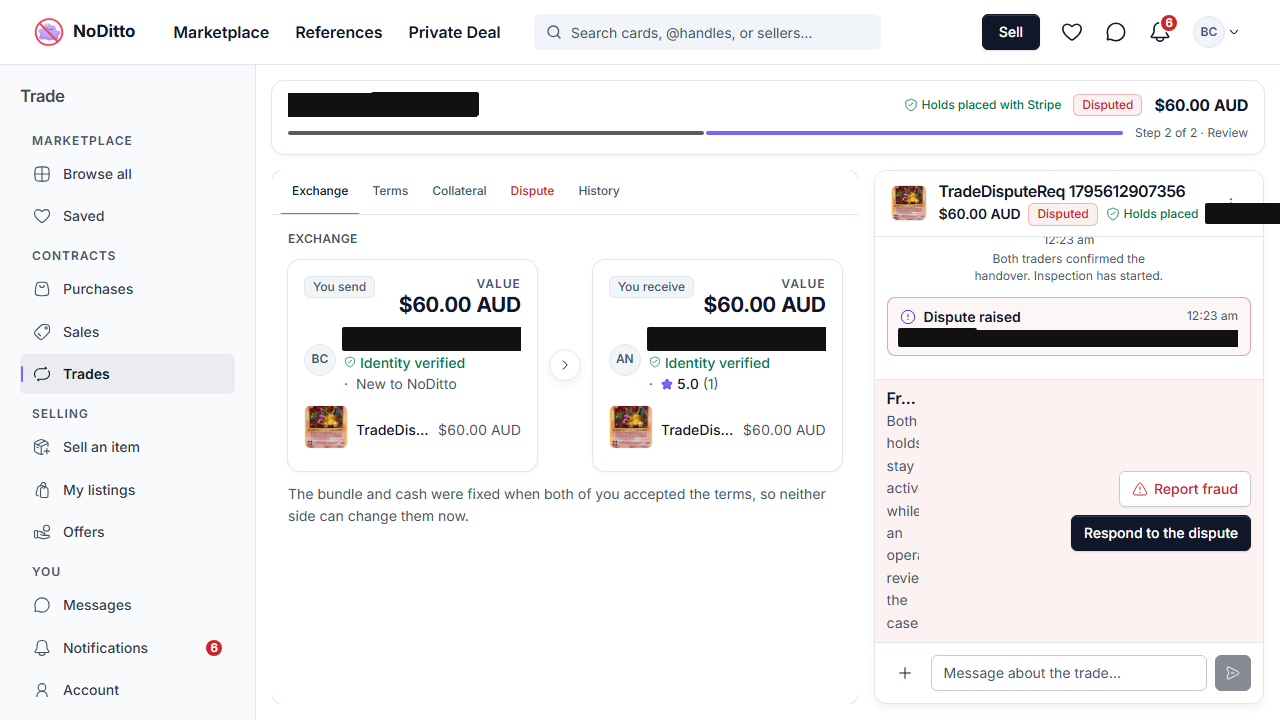 NoDitto
Marketplace
References
Private Deal
Search cards, @handles, or sellers...
Sell
6
BC
Trade
MARKETPLACE
Browse all
Saved
CONTRACTS
Purchases
Sales
Trades
SELLING
Sell an item
My listings
Offers
YOU
Messages
Notifications
6
Account
Holds placed with Stripe
Disputed
$60.00 AUD
Step 2 of 2 · Review
Exchange
Terms
Collateral
Dispute
History
EXCHANGE
You send
VALUE
$60.00 AUD
BC
Identity verified
· New to NoDitto
TradeDis...
$60.00 AUD
You receive
VALUE
$60.00 AUD
AN
Identity verified
· 5.0 (1)
TradeDis...
$60.00 AUD
The bundle and cash were fixed when both of you accepted the terms, so neither
side can change them now.
TradeDisputeReq 1795612907356
$60.00 AUD
Disputed
Holds placed
12:23 am
Both traders confirmed the
handover. Inspection has started.
Dispute raised
12:23 am
Fr...
Both
holds
stay
activ
while
an
opera
revie
the
case
Report fraud
Respond to the dispute
Message about the trade...